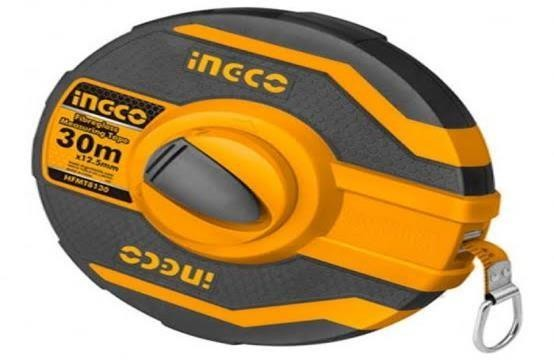 INGCO
INGCO
Fibreglass
Measuring Tape
30m
x12.5mm
HFMT8130
INGCO